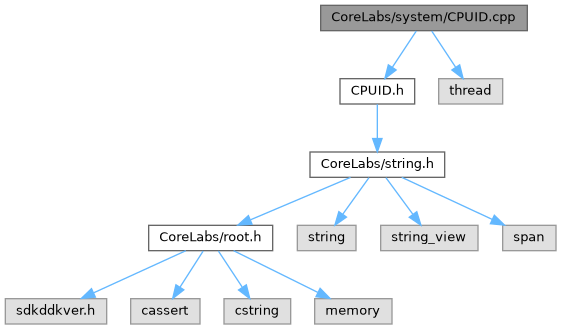 CoreLabs/system/CPUID.cpp
CPUID.h
thread
CoreLabs/string.h
CoreLabs/root.h
string
string_view
span
sdkddkver.h
cassert
cstring
memory